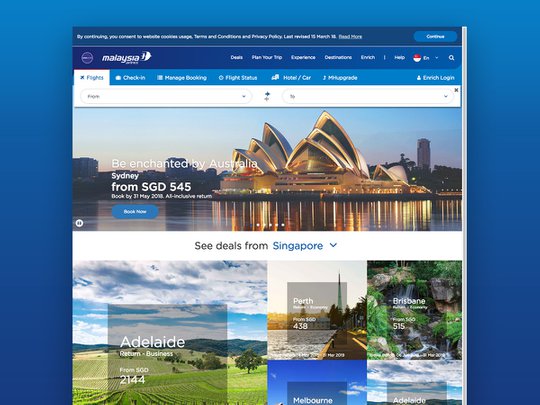 By continuing, you consent to website cookies usage, Terms and Conditions and Privacy Policy. Last revised 15 March 18. Read More
Continue
malaysia
airlines
Deals Plan Your Trip Experience Destinations Enrich Help En
Flights Check-in Manage Booking Flight Status Hotel / Car MHupgrade Enrich Login
From To
Be enchanted by Australia
Sydney
from SGD 545
Book by 31 May 2018. All-inclusive return
Book Now
See deals from Singapore
Adelaide
Return - Business
From SGD
2144
Perth
Return - Economy
From SGD
438
Brisbane
Return - Economy
From SGD
515
Melbourne
Sydney